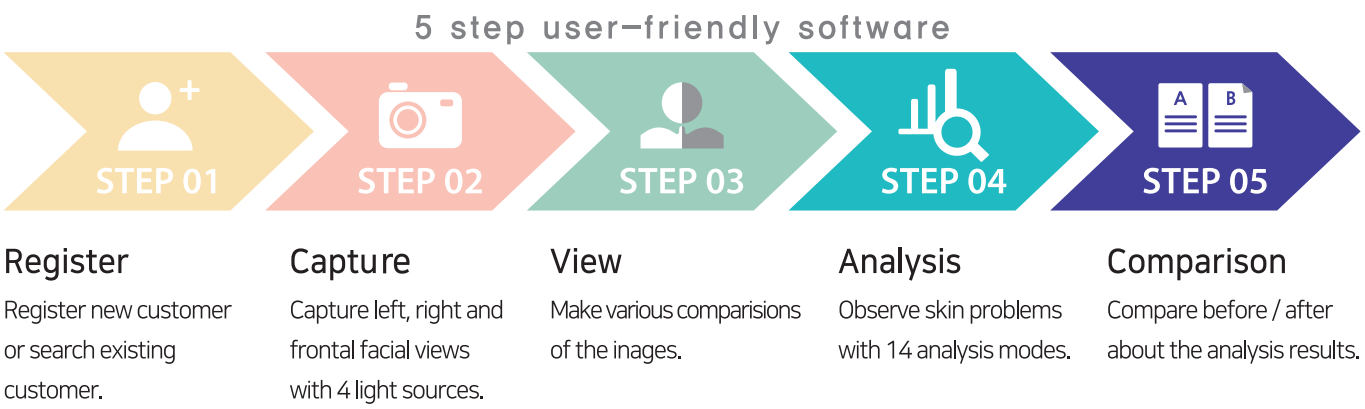 5 step user-friendly software
STEP 01
STEP 02
STEP 03
STEP 04
A
B
STEP 05
Register
Register new customer
or search existing
customer.
Capture
Capture left, right and
frontal facial views
with 4 light sources.
View
Make various comparisions
of the inages.
Analysis
Observe skin problems
with 14 analysis modes.
Comparison
Compare before / after
about the analysis results.